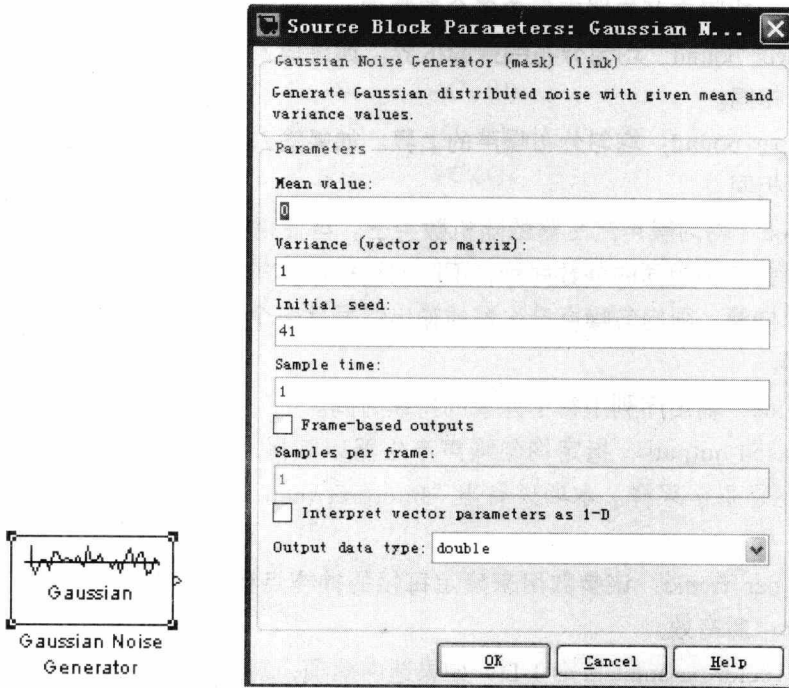 Source Block Parameters: Gaussian N...
Gaussian Noise Generator (mask) (link)
Generate Gaussian distributed noise with given mean and
variance values.
Parameters
Mean value:
0
Variance (vector or matrix):
1
Initial seed:
41
Sample time:
1
Frame-based outputs
Samples per frame:
1
Interpret vector parameters as 1-D
Output data type: double
OK Cancel Help
Gaussian
Gaussian Noise
Generator